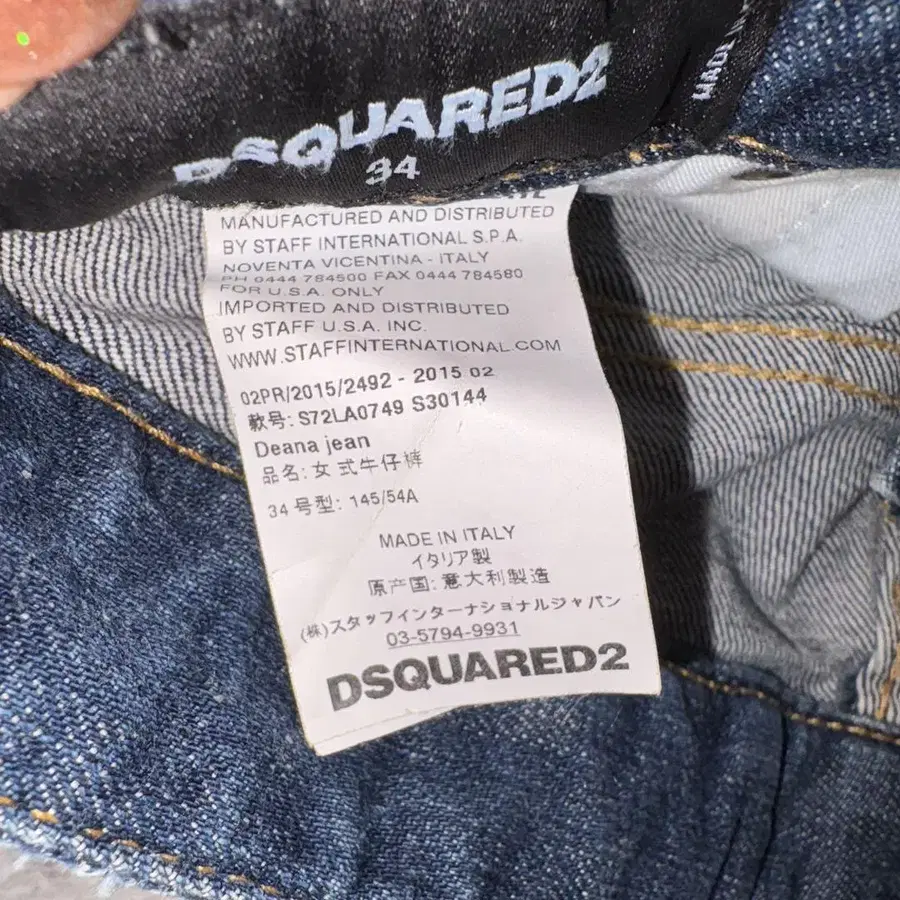 DSQUARED2
34
MADE IN
MANUFACTURED AND DISTRIBUTED
BY STAFF INTERNATIONAL S.P.A.
NOVENTA VICENTINA - ITALY
PH 0444 784500 FAX 0444 784580
FOR U.S.A. ONLY
IMPORTED AND DISTRIBUTED
BY STAFF U.S.A. INC.
WWW.STAFFINTERNATIONAL.COM
02PR/2015/2492 - 2015 02
款号: S72LA0749 S30144
Deana jean
品名: 女式牛仔裤
34 号型: 145/54A
MADE IN ITALY
イタリア製
原产国: 意大利製造
(株)スタッフインターナショナルジャパン
03-5794-9931
DSQUARED2